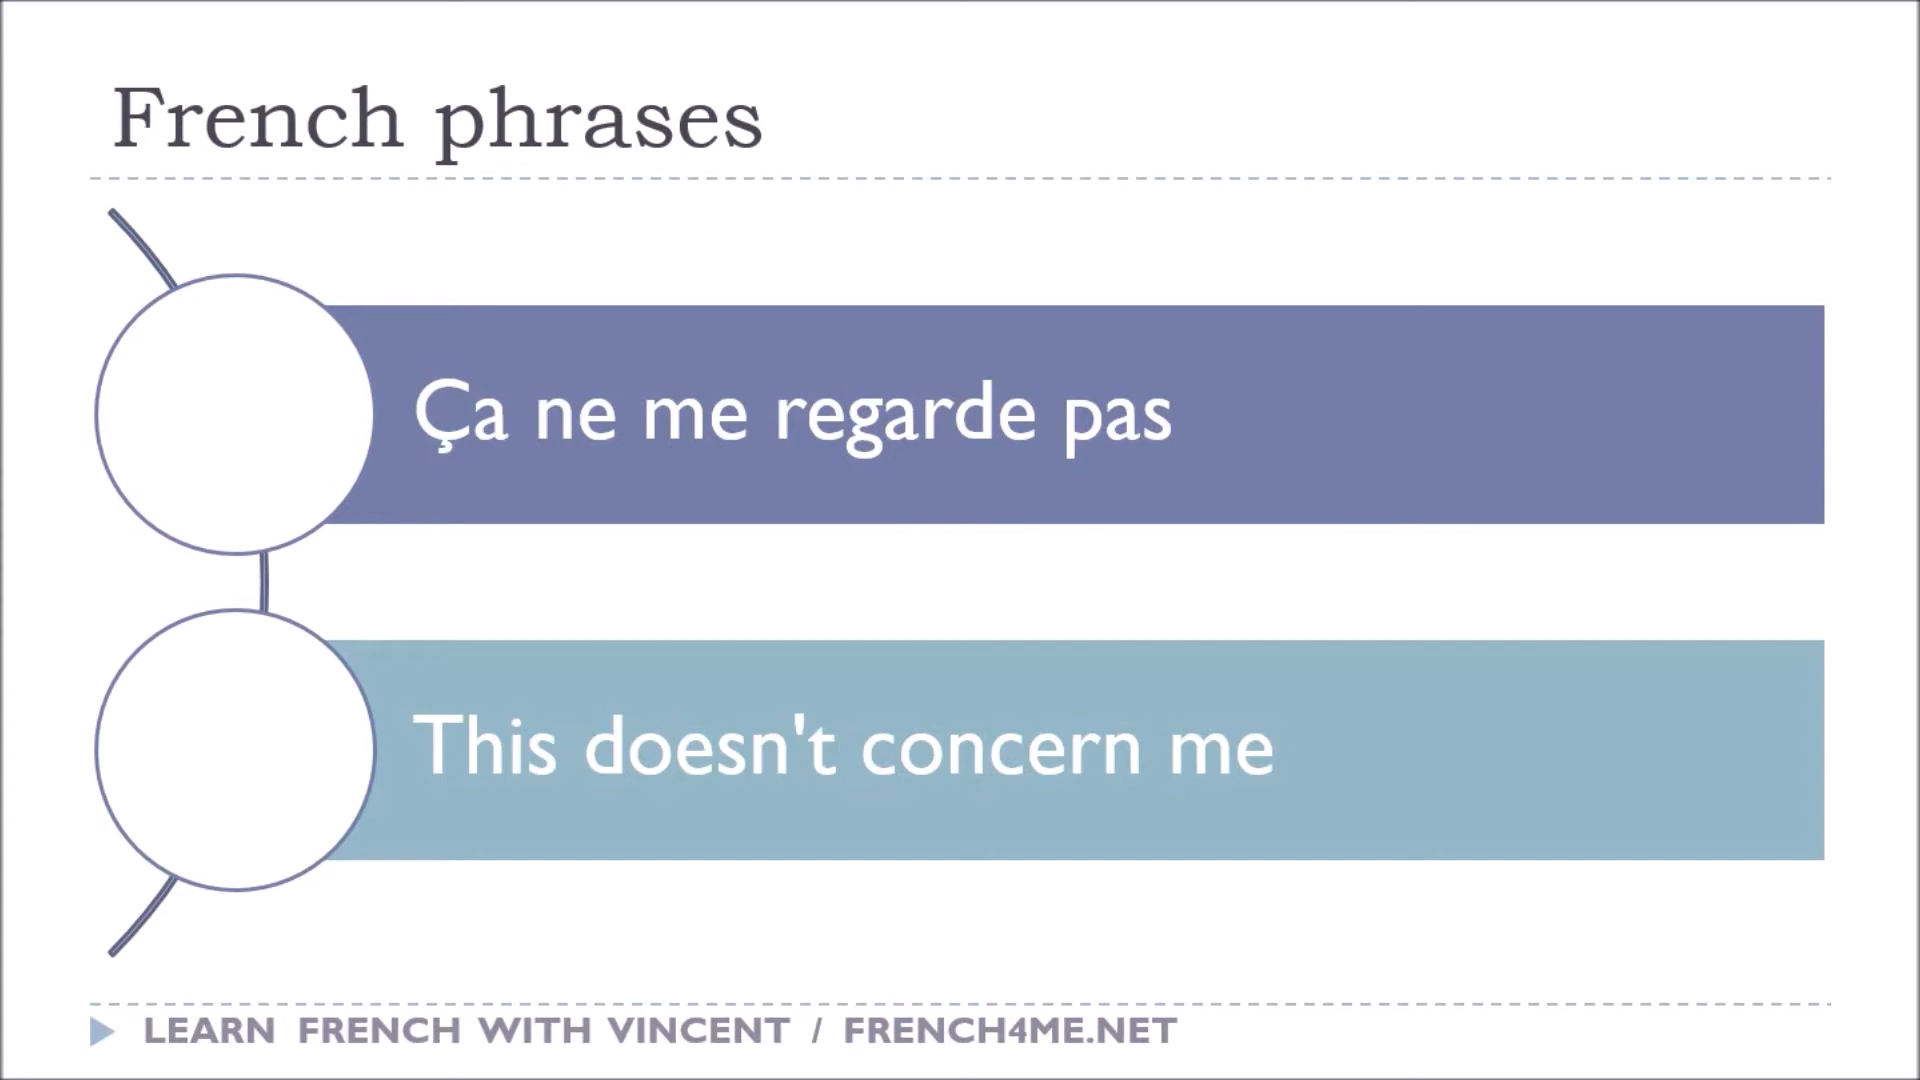 French phrases
Ça ne me regarde pas
This doesn't concern me
LEARN FRENCH WITH VINCENT / FRENCH4ME.NET